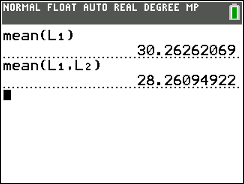 NORMAL FLOAT AUTO REAL DEGREE MP
mean(L₁)
30.26262069
mean(L₁,L₂)
28.26094922